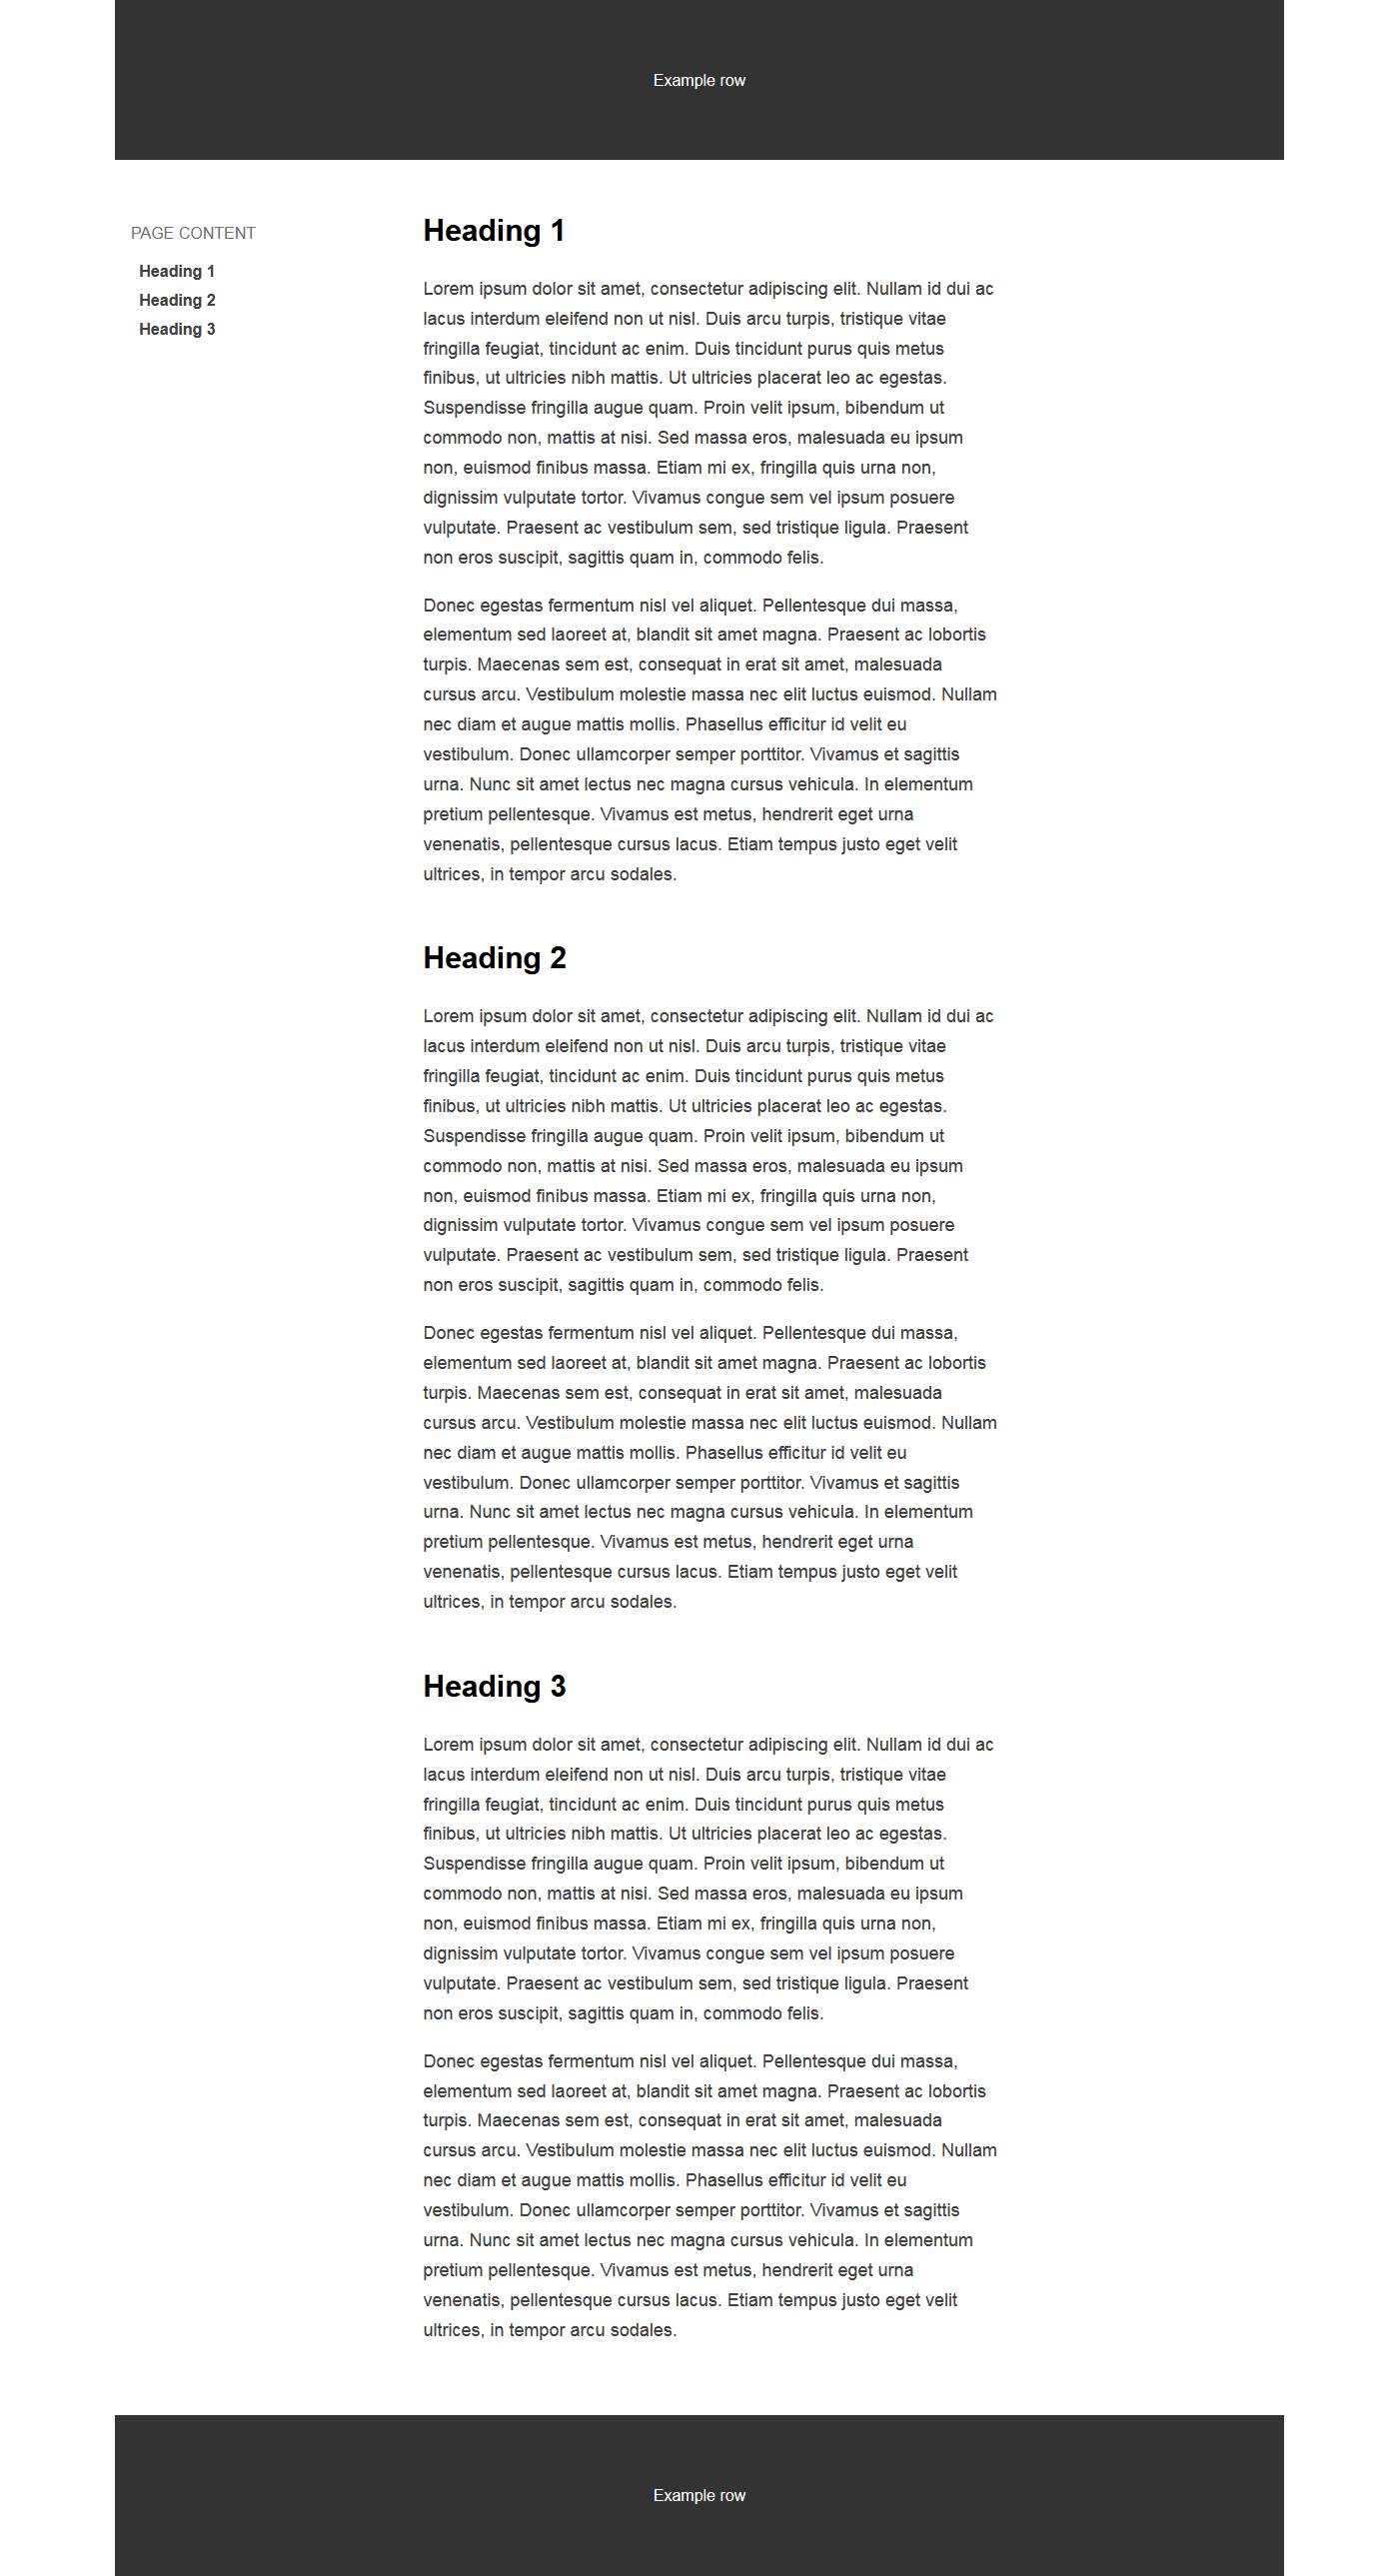 Example row
PAGE CONTENT
Heading 1
Heading 2
Heading 3
Heading 1
Lorem ipsum dolor sit amet, consectetur adipiscing elit. Nullam id dui ac
lacus interdum eleifend non ut nisl. Duis arcu turpis, tristique vitae
fringilla feugiat, tincidunt ac enim. Duis tincidunt purus quis metus
finibus, ut ultricies nibh mattis. Ut ultricies placerat leo ac egestas.
Suspendisse fringilla augue quam. Proin velit ipsum, bibendum ut
commodo non, mattis at nisi. Sed massa eros, malesuada eu ipsum
non, euismod finibus massa. Etiam mi ex, fringilla quis urna non,
dignissim vulputate tortor. Vivamus congue sem vel ipsum posuere
vulputate. Praesent ac vestibulum sem, sed tristique ligula. Praesent
non eros suscipit, sagittis quam in, commodo felis.
Donec egestas fermentum nisl vel aliquet. Pellentesque dui massa,
elementum sed laoreet at, blandit sit amet magna. Praesent ac lobortis
turpis. Maecenas sem est, consequat in erat sit amet, malesuada
cursus arcu. Vestibulum molestie massa nec elit luctus euismod. Nullam
nec diam et augue mattis mollis. Phasellus efficitur id velit eu
vestibulum. Donec ullamcorper semper porttitor. Vivamus et sagittis
urna. Nunc sit amet lectus nec magna cursus vehicula. In elementum
pretium pellentesque. Vivamus est metus, hendrerit eget urna
venenatis, pellentesque cursus lacus. Etiam tempus justo eget velit
ultrices, in tempor arcu sodales.
Heading 2
Lorem ipsum dolor sit amet, consectetur adipiscing elit. Nullam id dui ac
lacus interdum eleifend non ut nisl. Duis arcu turpis, tristique vitae
fringilla feugiat, tincidunt ac enim. Duis tincidunt purus quis metus
finibus, ut ultricies nibh mattis. Ut ultricies placerat leo ac egestas.
Suspendisse fringilla augue quam. Proin velit ipsum, bibendum ut
commodo non, mattis at nisi. Sed massa eros, malesuada eu ipsum
non, euismod finibus massa. Etiam mi ex, fringilla quis urna non,
dignissim vulputate tortor. Vivamus congue sem vel ipsum posuere
vulputate. Praesent ac vestibulum sem, sed tristique ligula. Praesent
non eros suscipit, sagittis quam in, commodo felis.
Donec egestas fermentum nisl vel aliquet. Pellentesque dui massa,
elementum sed laoreet at, blandit sit amet magna. Praesent ac lobortis
turpis. Maecenas sem est, consequat in erat sit amet, malesuada
cursus arcu. Vestibulum molestie massa nec elit luctus euismod. Nullam
nec diam et augue mattis mollis. Phasellus efficitur id velit eu
vestibulum. Donec ullamcorper semper porttitor. Vivamus et sagittis
urna. Nunc sit amet lectus nec magna cursus vehicula. In elementum
pretium pellentesque. Vivamus est metus, hendrerit eget urna
venenatis, pellentesque cursus lacus. Etiam tempus justo eget velit
ultrices, in tempor arcu sodales.
Heading 3
Lorem ipsum dolor sit amet, consectetur adipiscing elit. Nullam id dui ac
lacus interdum eleifend non ut nisl. Duis arcu turpis, tristique vitae
fringilla feugiat, tincidunt ac enim. Duis tincidunt purus quis metus
finibus, ut ultricies nibh mattis. Ut ultricies placerat leo ac egestas.
Suspendisse fringilla augue quam. Proin velit ipsum, bibendum ut
commodo non, mattis at nisi. Sed massa eros, malesuada eu ipsum
non, euismod finibus massa. Etiam mi ex, fringilla quis urna non,
dignissim vulputate tortor. Vivamus congue sem vel ipsum posuere
vulputate. Praesent ac vestibulum sem, sed tristique ligula. Praesent
non eros suscipit, sagittis quam in, commodo felis.
Donec egestas fermentum nisl vel aliquet. Pellentesque dui massa,
elementum sed laoreet at, blandit sit amet magna. Praesent ac lobortis
turpis. Maecenas sem est, consequat in erat sit amet, malesuada
cursus arcu. Vestibulum molestie massa nec elit luctus euismod. Nullam
nec diam et augue mattis mollis. Phasellus efficitur id velit eu
vestibulum. Donec ullamcorper semper porttitor. Vivamus et sagittis
urna. Nunc sit amet lectus nec magna cursus vehicula. In elementum
pretium pellentesque. Vivamus est metus, hendrerit eget urna
venenatis, pellentesque cursus lacus. Etiam tempus justo eget velit
ultrices, in tempor arcu sodales.
Example row